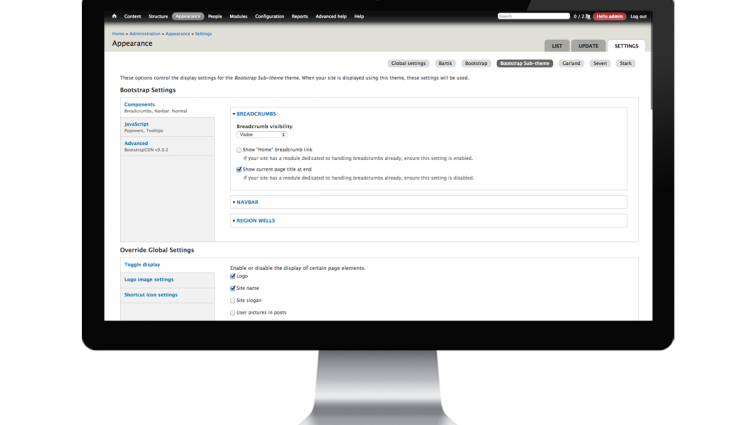 Content Structure Appearance People Modules Configuration Reports Advanced help Help Search 0 / 2 Hello admin Log out
Home » Administration » Appearance » Settings
Appearance
LIST UPDATE SETTINGS
Global settings Bartik Bootstrap Bootstrap Sub-theme Garland Seven Stark
These options control the display settings for the Bootstrap Sub-theme theme. When your site is displayed using this theme, these settings will be used.
Bootstrap Settings
Components
Breadcrumbs, Navbar: Normal
JavaScript
Popovers, Tooltips
Advanced
BootstrapCDN v3.0.2
BREADCRUMBS
Breadcrumb visibility
Visible
Show "Home" breadcrumb link
If your site has a module dedicated to handling breadcrumbs already, ensure this setting is enabled.
Show current page title at end
If your site has a module dedicated to handling breadcrumbs already, ensure this setting is disabled.
NAVBAR
REGION WELLS
Override Global Settings
Toggle display
Logo image settings
Shortcut icon settings
Enable or disable the display of certain page elements.
Logo
Site name
Site slogan
User pictures in posts